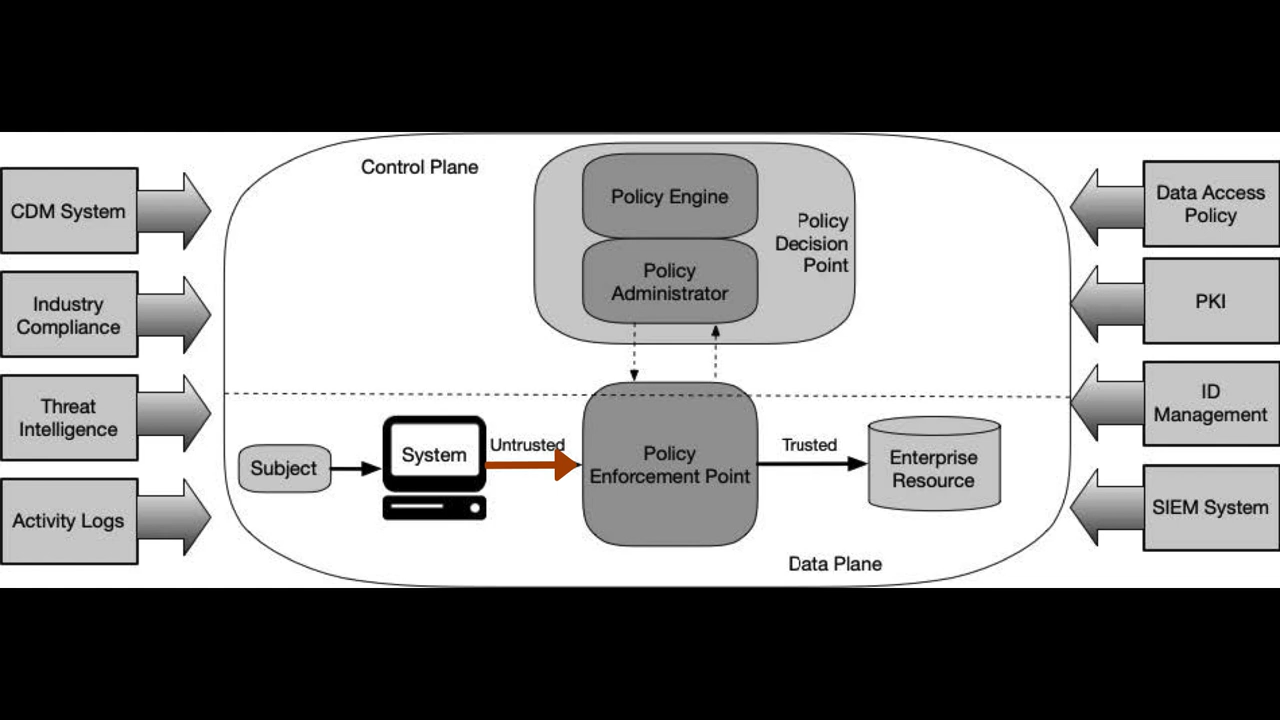 Control Plane
Policy Engine
Policy
Administrator
Policy
Decision
Point
CDM System
Industry
Compliance
Threat
Intelligence
Activity Logs
Data Access
Policy
PKI
ID
Management
SIEM System
Subject
System
Untrusted
Policy
Enforcement Point
Trusted
Enterprise
Resource
Data Plane